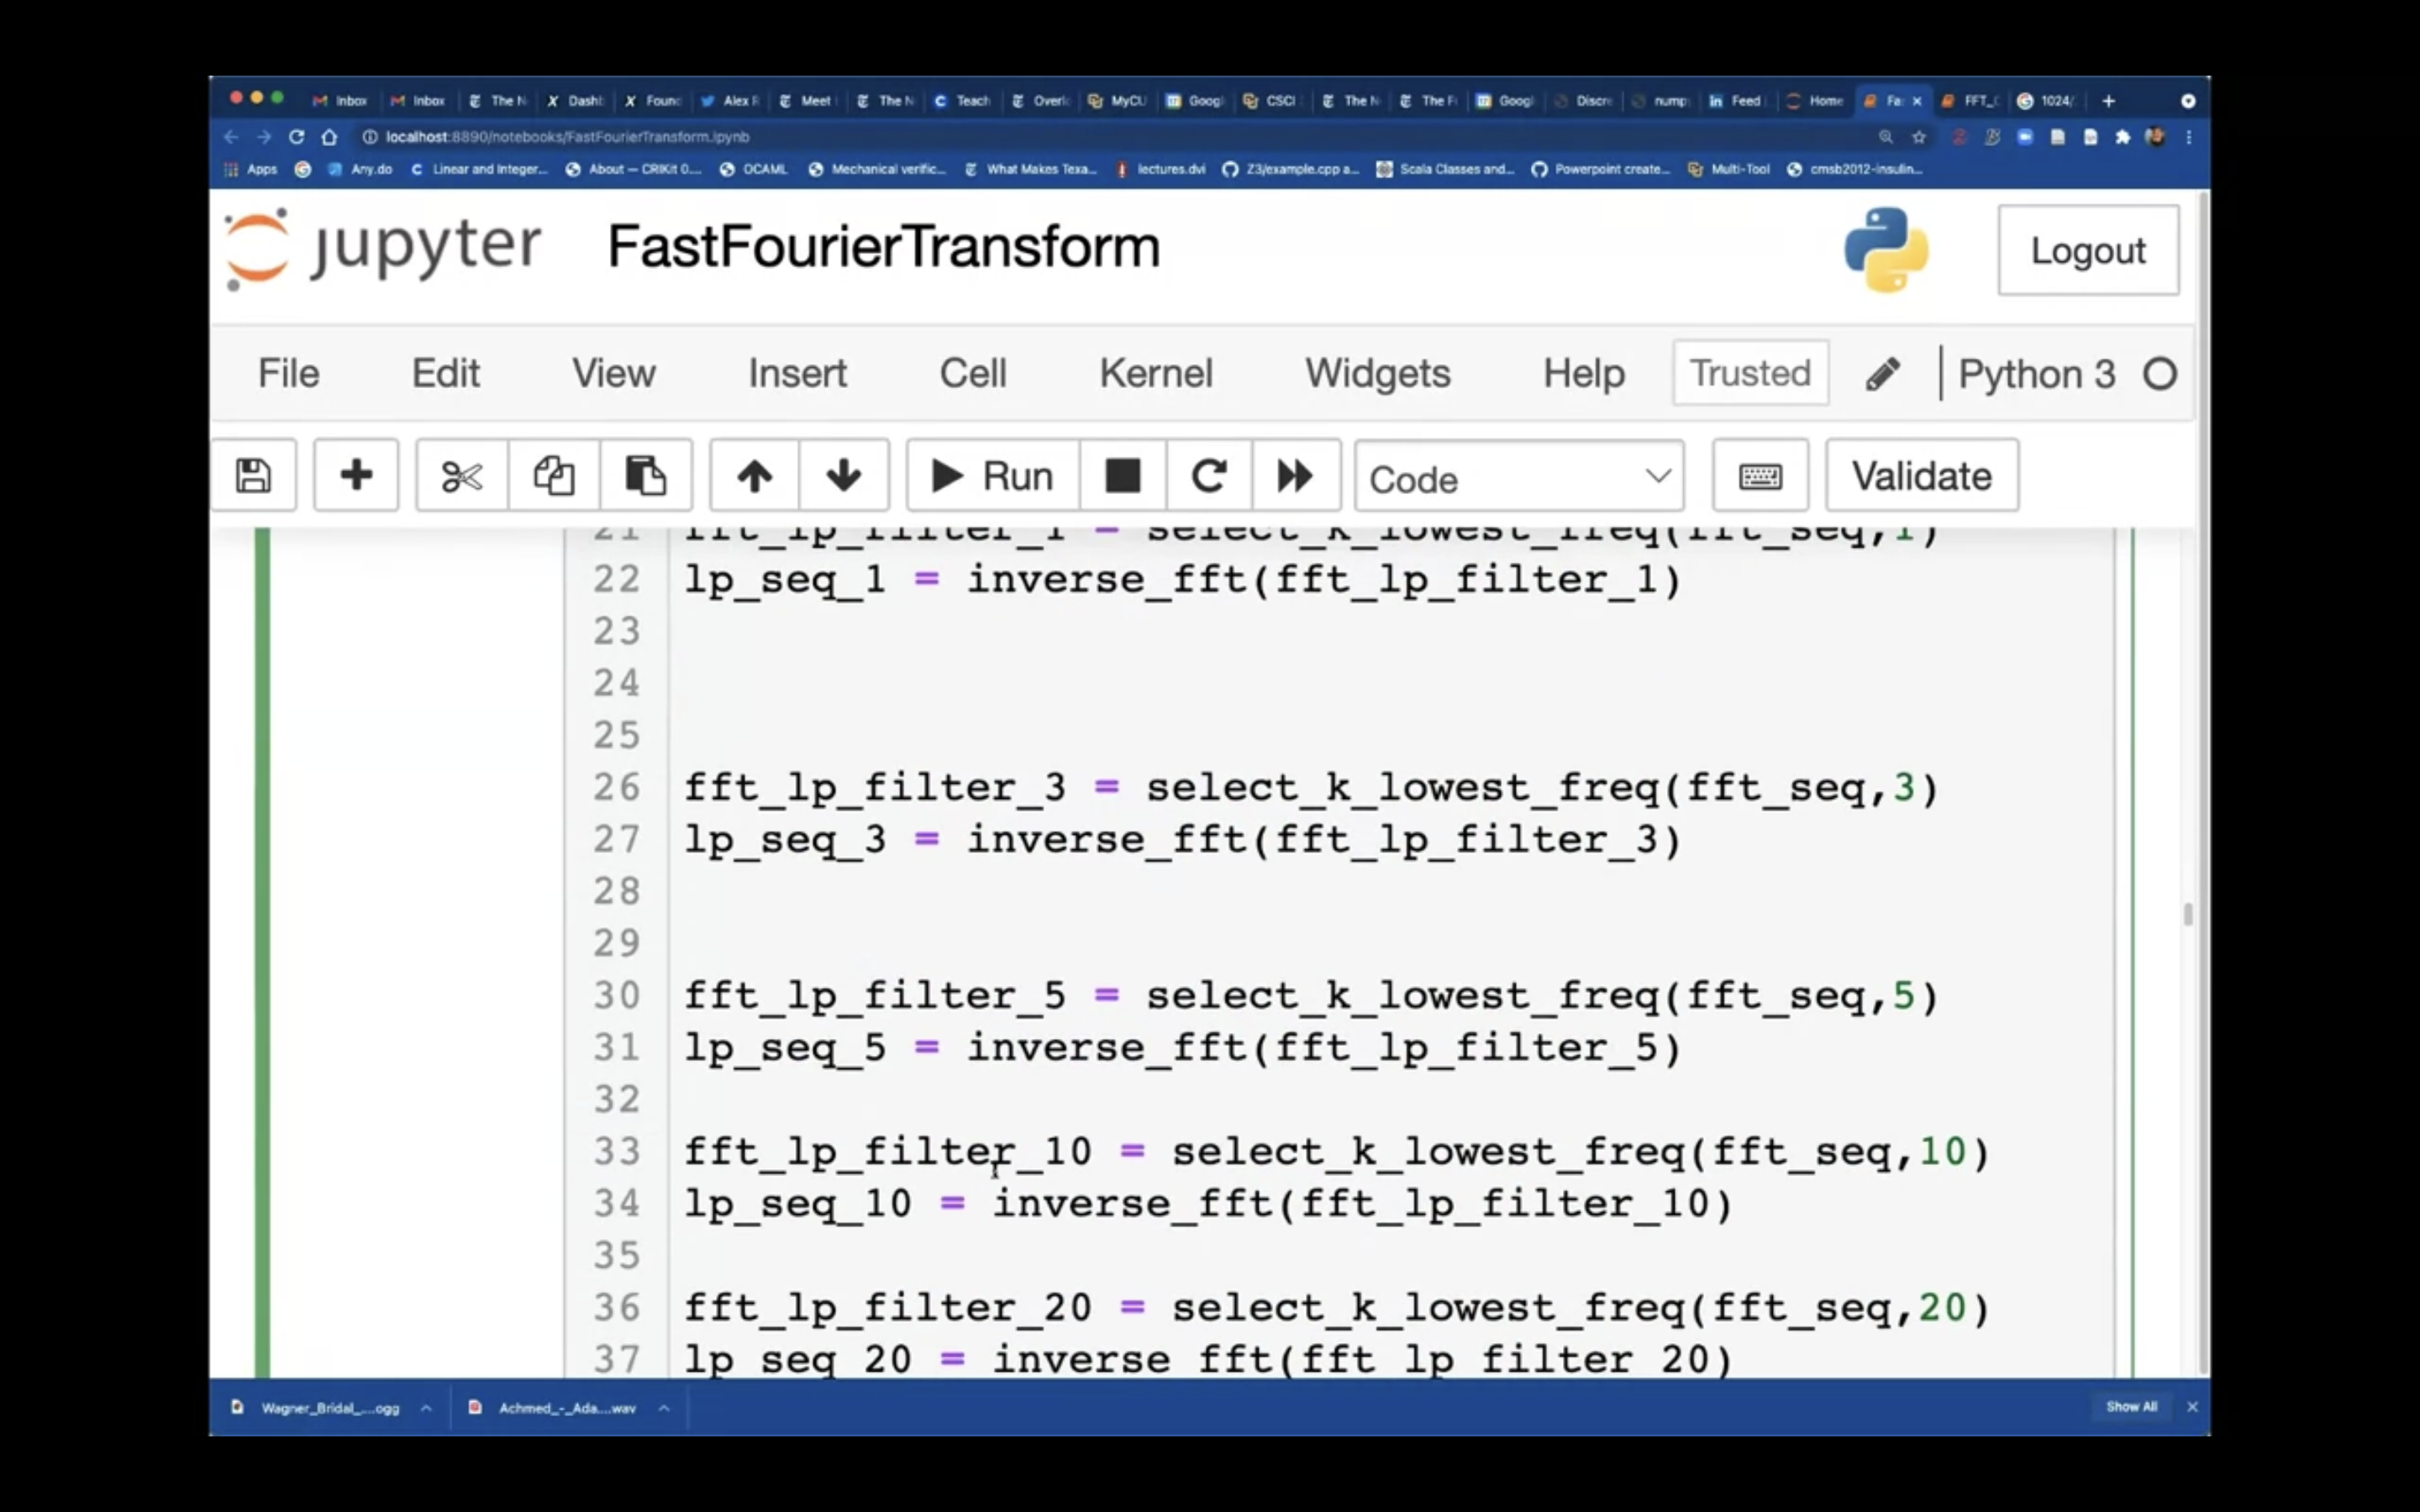 Inbox Inbox The N Dashb Found Alex R Meet The N Teach Overl MyCU Googl CSCI The N The F Googl Discre nump Feed Home Fa FFT_ 1024/
localhost:8890/notebooks/FastFourierTransform.ipynb
Apps Any.do Linear and Integer... About — CRIKit 0.... OCAML Mechanical verific... What Makes Texa... lectures.dvi Z3/example.cpp a... Scala Classes and... Powerpoint create... Multi-Tool cmsb2012-insulin...
jupyter FastFourierTransform Logout
File Edit View Insert Cell Kernel Widgets Help Trusted Python 3
Run Code Validate
21 fft_lp_filter_1 = select_k_lowest_freq(fft_seq,1)
22 lp_seq_1 = inverse_fft(fft_lp_filter_1)
23
24
25
26 fft_lp_filter_3 = select_k_lowest_freq(fft_seq,3)
27 lp_seq_3 = inverse_fft(fft_lp_filter_3)
28
29
30 fft_lp_filter_5 = select_k_lowest_freq(fft_seq,5)
31 lp_seq_5 = inverse_fft(fft_lp_filter_5)
32
33 fft_lp_filter_10 = select_k_lowest_freq(fft_seq,10)
34 lp_seq_10 = inverse_fft(fft_lp_filter_10)
35
36 fft_lp_filter_20 = select_k_lowest_freq(fft_seq,20)
37 lp_seq_20 = inverse_fft(fft_lp_filter_20)
Wagner_Bridal_....ogg Achmed_-_Ada....wav Show All